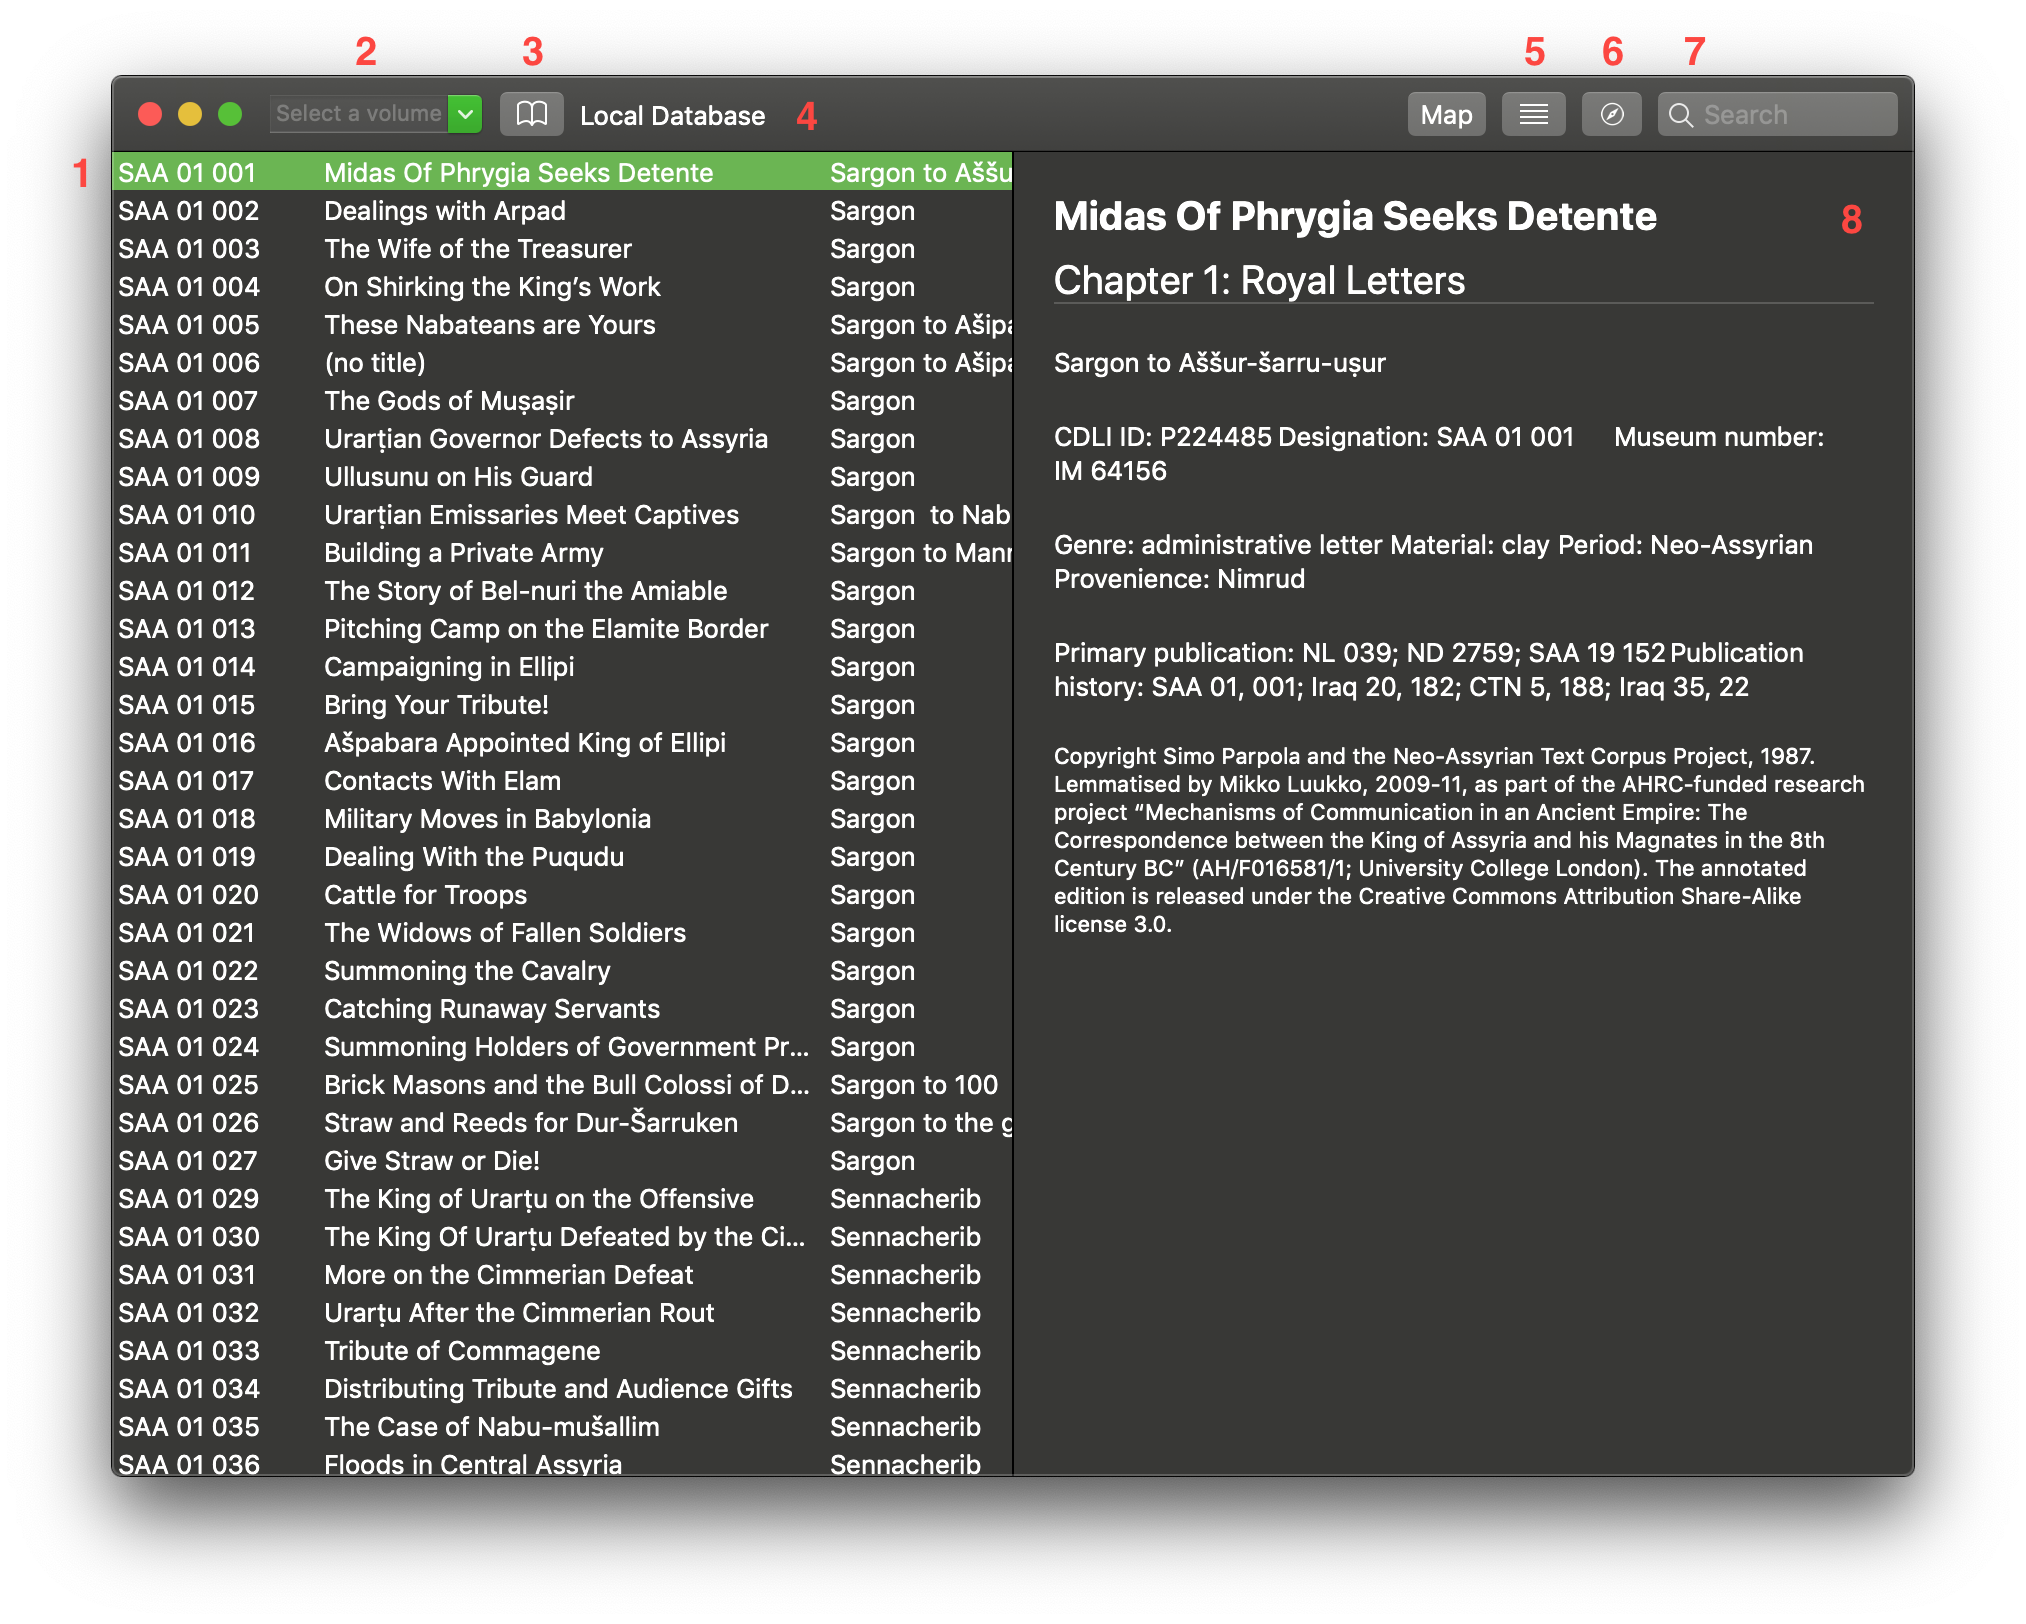 2 3 5 6 7
Select a volume Local Database 4 Map Search
1
SAA 01 001 Midas Of Phrygia Seeks Detente Sargon to Aššu
SAA 01 002 Dealings with Arpad Sargon
SAA 01 003 The Wife of the Treasurer Sargon
SAA 01 004 On Shirking the King’s Work Sargon
SAA 01 005 These Nabateans are Yours Sargon to Ašipa
SAA 01 006 (no title) Sargon to Ašipa
SAA 01 007 The Gods of Muṣaṣir Sargon
SAA 01 008 Urarṭian Governor Defects to Assyria Sargon
SAA 01 009 Ullusunu on His Guard Sargon
SAA 01 010 Urarṭian Emissaries Meet Captives Sargon to Nab
SAA 01 011 Building a Private Army Sargon to Mann
SAA 01 012 The Story of Bel-nuri the Amiable Sargon
SAA 01 013 Pitching Camp on the Elamite Border Sargon
SAA 01 014 Campaigning in Ellipi Sargon
SAA 01 015 Bring Your Tribute! Sargon
SAA 01 016 Ašpabara Appointed King of Ellipi Sargon
SAA 01 017 Contacts With Elam Sargon
SAA 01 018 Military Moves in Babylonia Sargon
SAA 01 019 Dealing With the Puqudu Sargon
SAA 01 020 Cattle for Troops Sargon
SAA 01 021 The Widows of Fallen Soldiers Sargon
SAA 01 022 Summoning the Cavalry Sargon
SAA 01 023 Catching Runaway Servants Sargon
SAA 01 024 Summoning Holders of Government Pr... Sargon
SAA 01 025 Brick Masons and the Bull Colossi of D... Sargon to 100
SAA 01 026 Straw and Reeds for Dur-Šarruken Sargon to the g
SAA 01 027 Give Straw or Die! Sargon
SAA 01 029 The King of Urarṭu on the Offensive Sennacherib
SAA 01 030 The King Of Urarṭu Defeated by the Ci... Sennacherib
SAA 01 031 More on the Cimmerian Defeat Sennacherib
SAA 01 032 Urarṭu After the Cimmerian Rout Sennacherib
SAA 01 033 Tribute of Commagene Sennacherib
SAA 01 034 Distributing Tribute and Audience Gifts Sennacherib
SAA 01 035 The Case of Nabu-mušallim Sennacherib
SAA 01 036 Floods in Central Assyria Sennacherib
Midas Of Phrygia Seeks Detente 8
Chapter 1: Royal Letters
Sargon to Aššur-šarru-uṣur
CDLI ID: P224485 Designation: SAA 01 001 Museum number:
IM 64156
Genre: administrative letter Material: clay Period: Neo-Assyrian
Provenience: Nimrud
Primary publication: NL 039; ND 2759; SAA 19 152 Publication
history: SAA 01, 001; Iraq 20, 182; CTN 5, 188; Iraq 35, 22
Copyright Simo Parpola and the Neo-Assyrian Text Corpus Project, 1987.
Lemmatised by Mikko Luukko, 2009-11, as part of the AHRC-funded research
project “Mechanisms of Communication in an Ancient Empire: The
Correspondence between the King of Assyria and his Magnates in the 8th
Century BC” (AH/F016581/1; University College London). The annotated
edition is released under the Creative Commons Attribution Share-Alike
license 3.0.